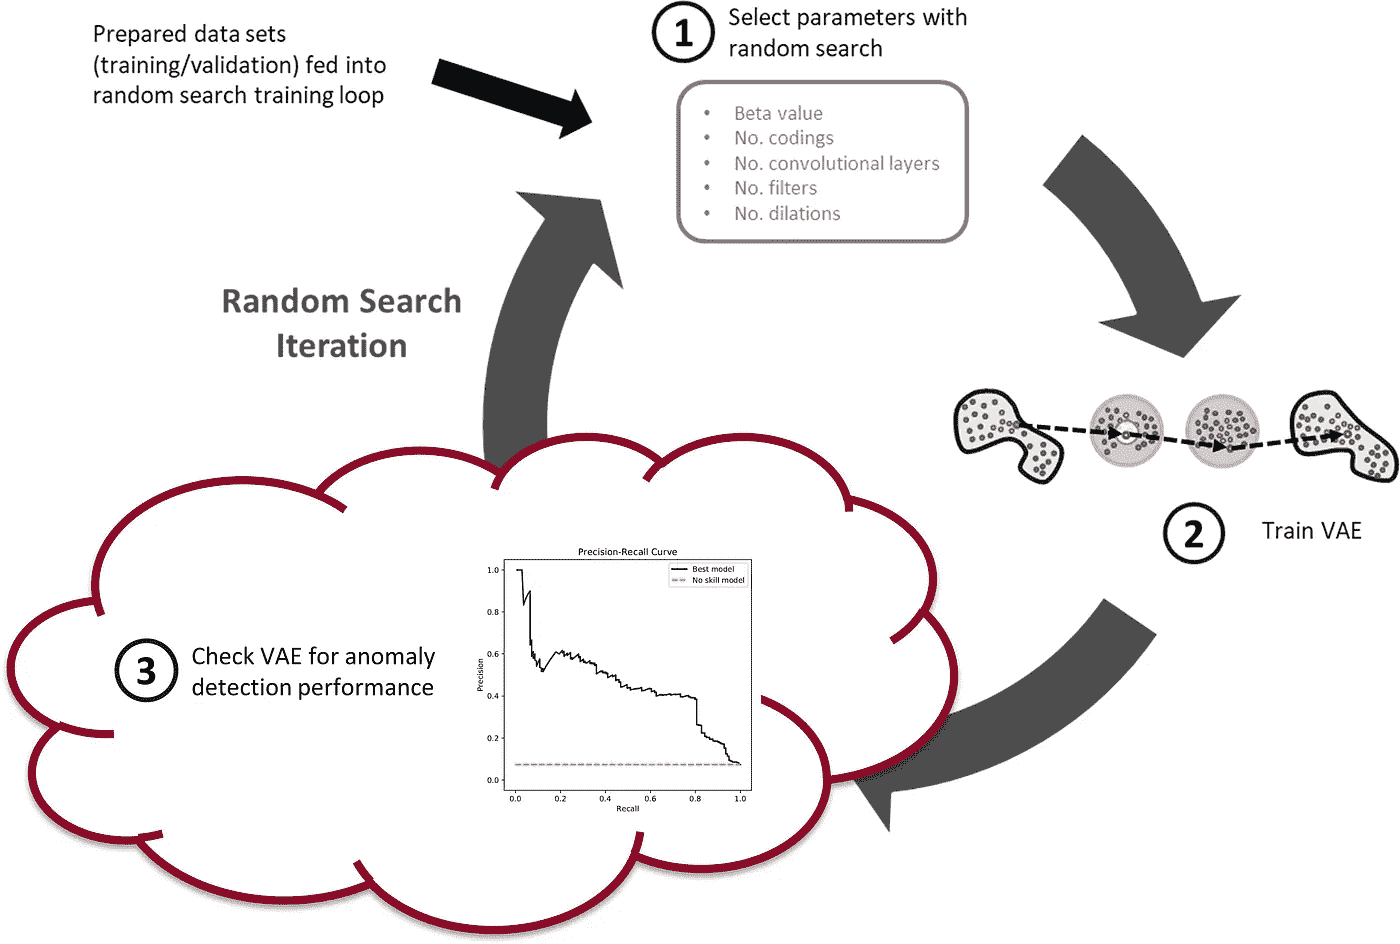 Prepared data sets
(training/validation) fed into
random search training loop
1
Select parameters with
random search
• Beta value
• No. codings
• No. convolutional layers
• No. filters
• No. dilations
Random Search
Iteration
2
Train VAE
3
Check VAE for anomaly
detection performance
Precision-Recall Curve
Best model
No skill model
Precision
1.0
0.8
0.6
0.4
0.2
0.0
0.0 0.2 0.4 0.6 0.8 1.0
Recall